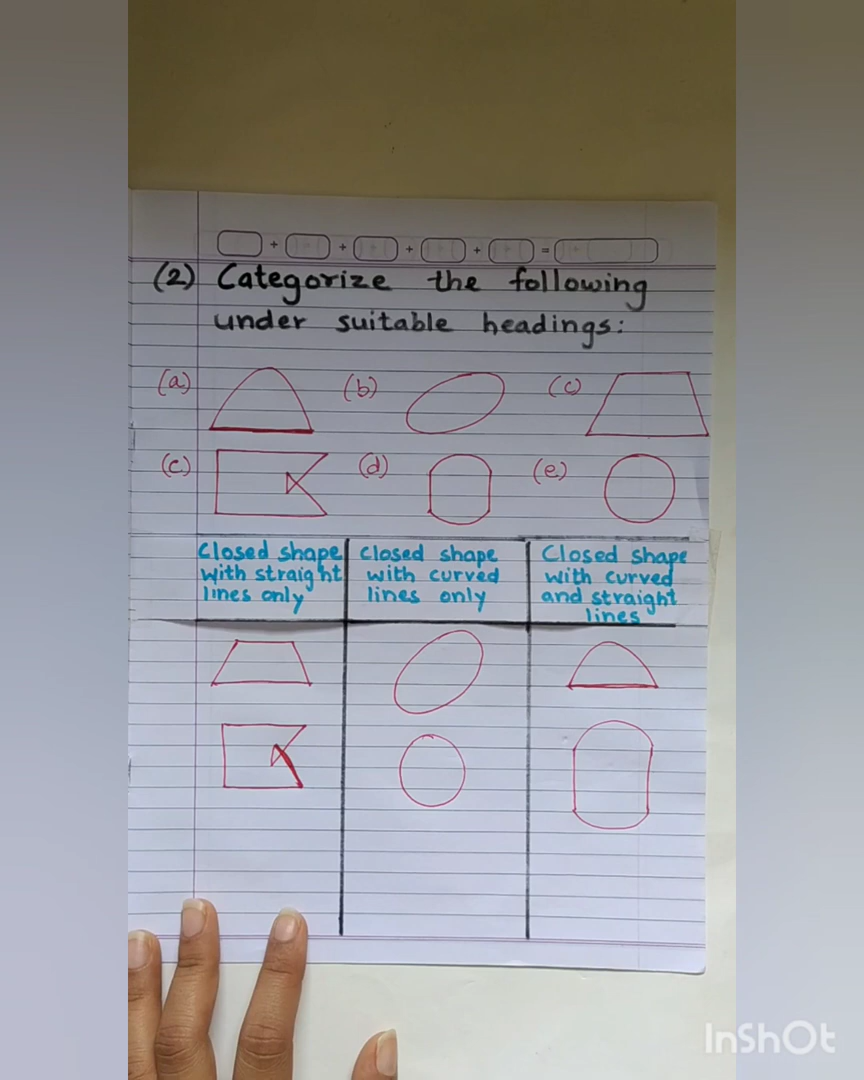 + + + + =
(2) Categorize the following
under suitable headings:
(a) (b) (c)
(c) (d) (e)
Closed shape with straight lines only
Closed shape with curved lines only
Closed shape with curved and straight lines
InShOt